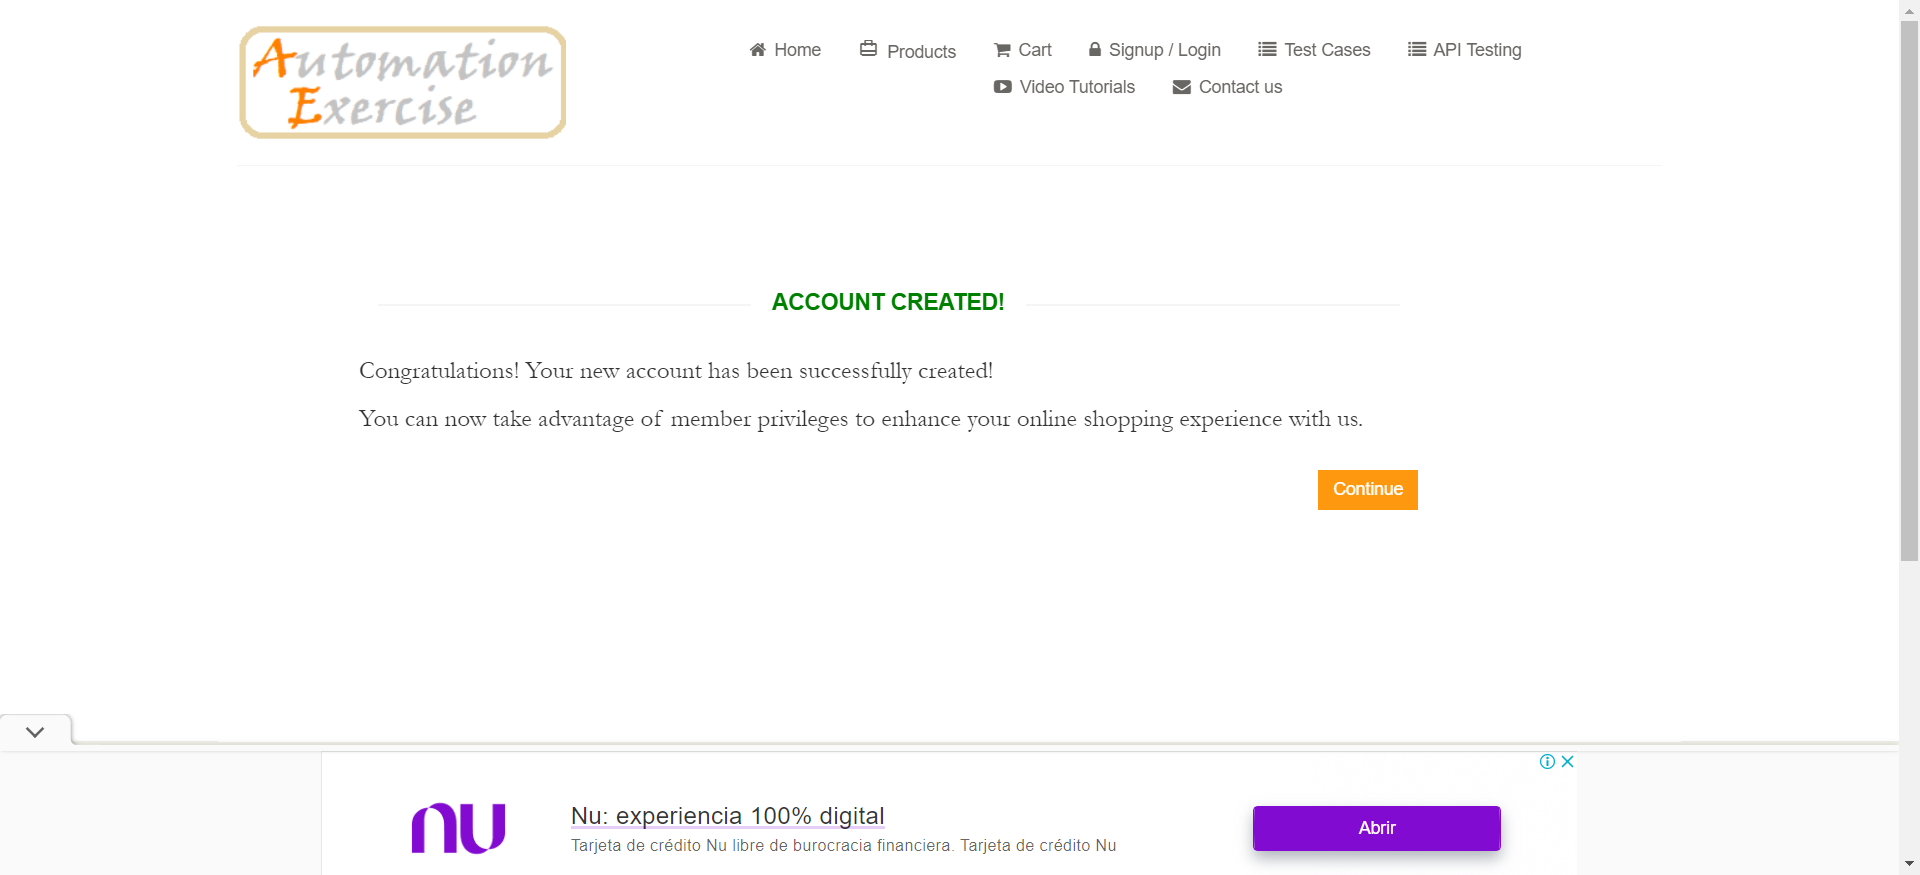 Automation
Exercise
Home
Products
Cart
Signup / Login
Test Cases
API Testing
Video Tutorials
Contact us
ACCOUNT CREATED!
Congratulations! Your new account has been successfully created!
You can now take advantage of member privileges to enhance your online shopping experience with us.
Continue
nu
Nu: experiencia 100% digital
Tarjeta de crédito Nu libre de burocracia financiera. Tarjeta de crédito Nu
Abrir